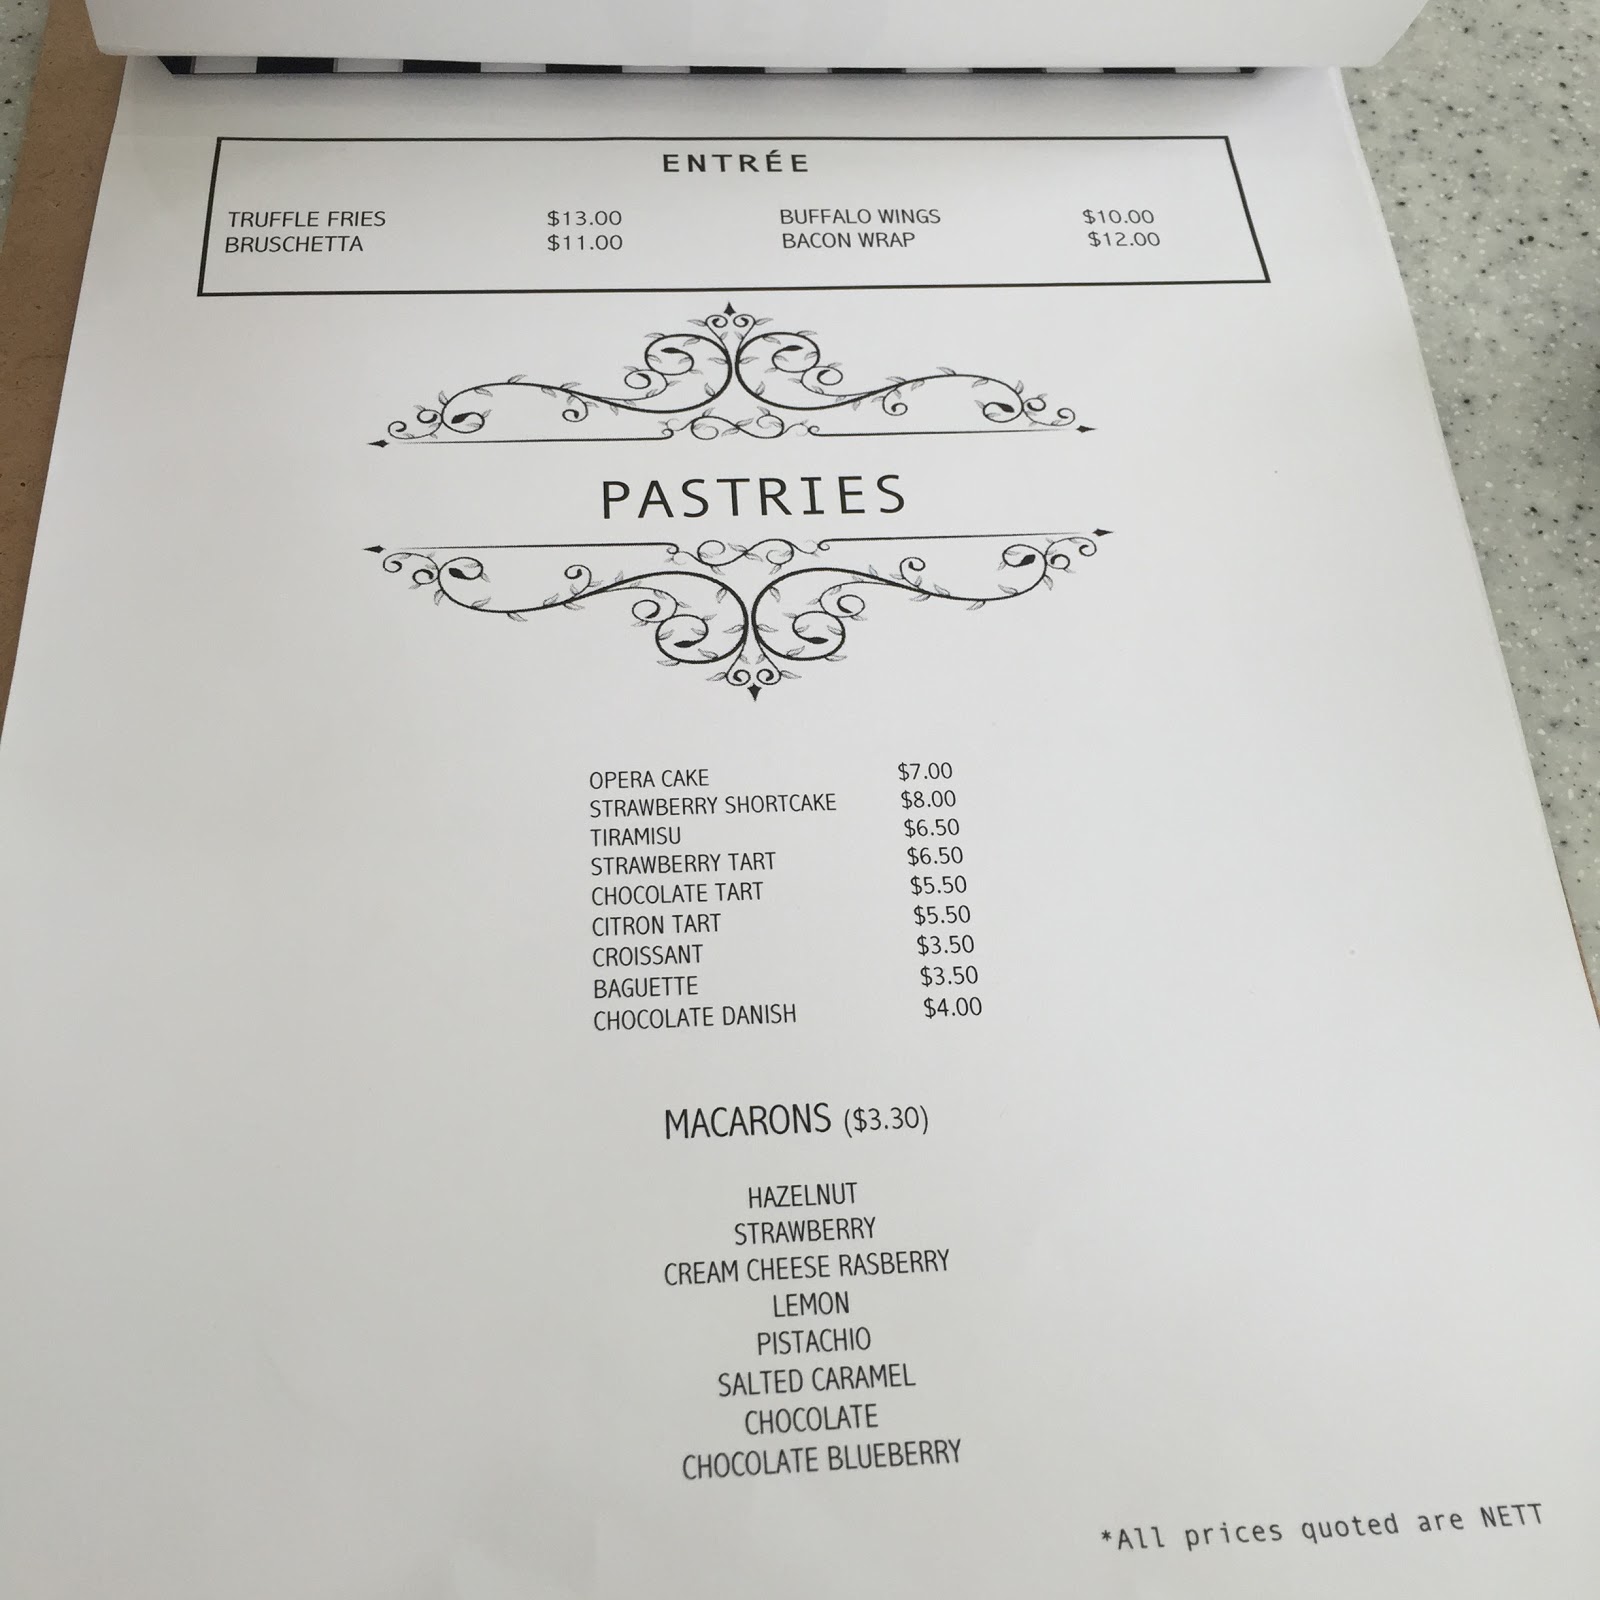 ENTRÉE
TRUFFLE FRIES $13.00 BUFFALO WINGS $10.00
BRUSCHETTA $11.00 BACON WRAP $12.00
PASTRIES
OPERA CAKE $7.00
STRAWBERRY SHORTCAKE $8.00
TIRAMISU $6.50
STRAWBERRY TART $6.50
CHOCOLATE TART $5.50
CITRON TART $5.50
CROISSANT $3.50
BAGUETTE $3.50
CHOCOLATE DANISH $4.00
MACARONS ($3.30)
HAZELNUT
STRAWBERRY
CREAM CHEESE RASBERRY
LEMON
PISTACHIO
SALTED CARAMEL
CHOCOLATE
CHOCOLATE BLUEBERRY
*All prices quoted are NETT